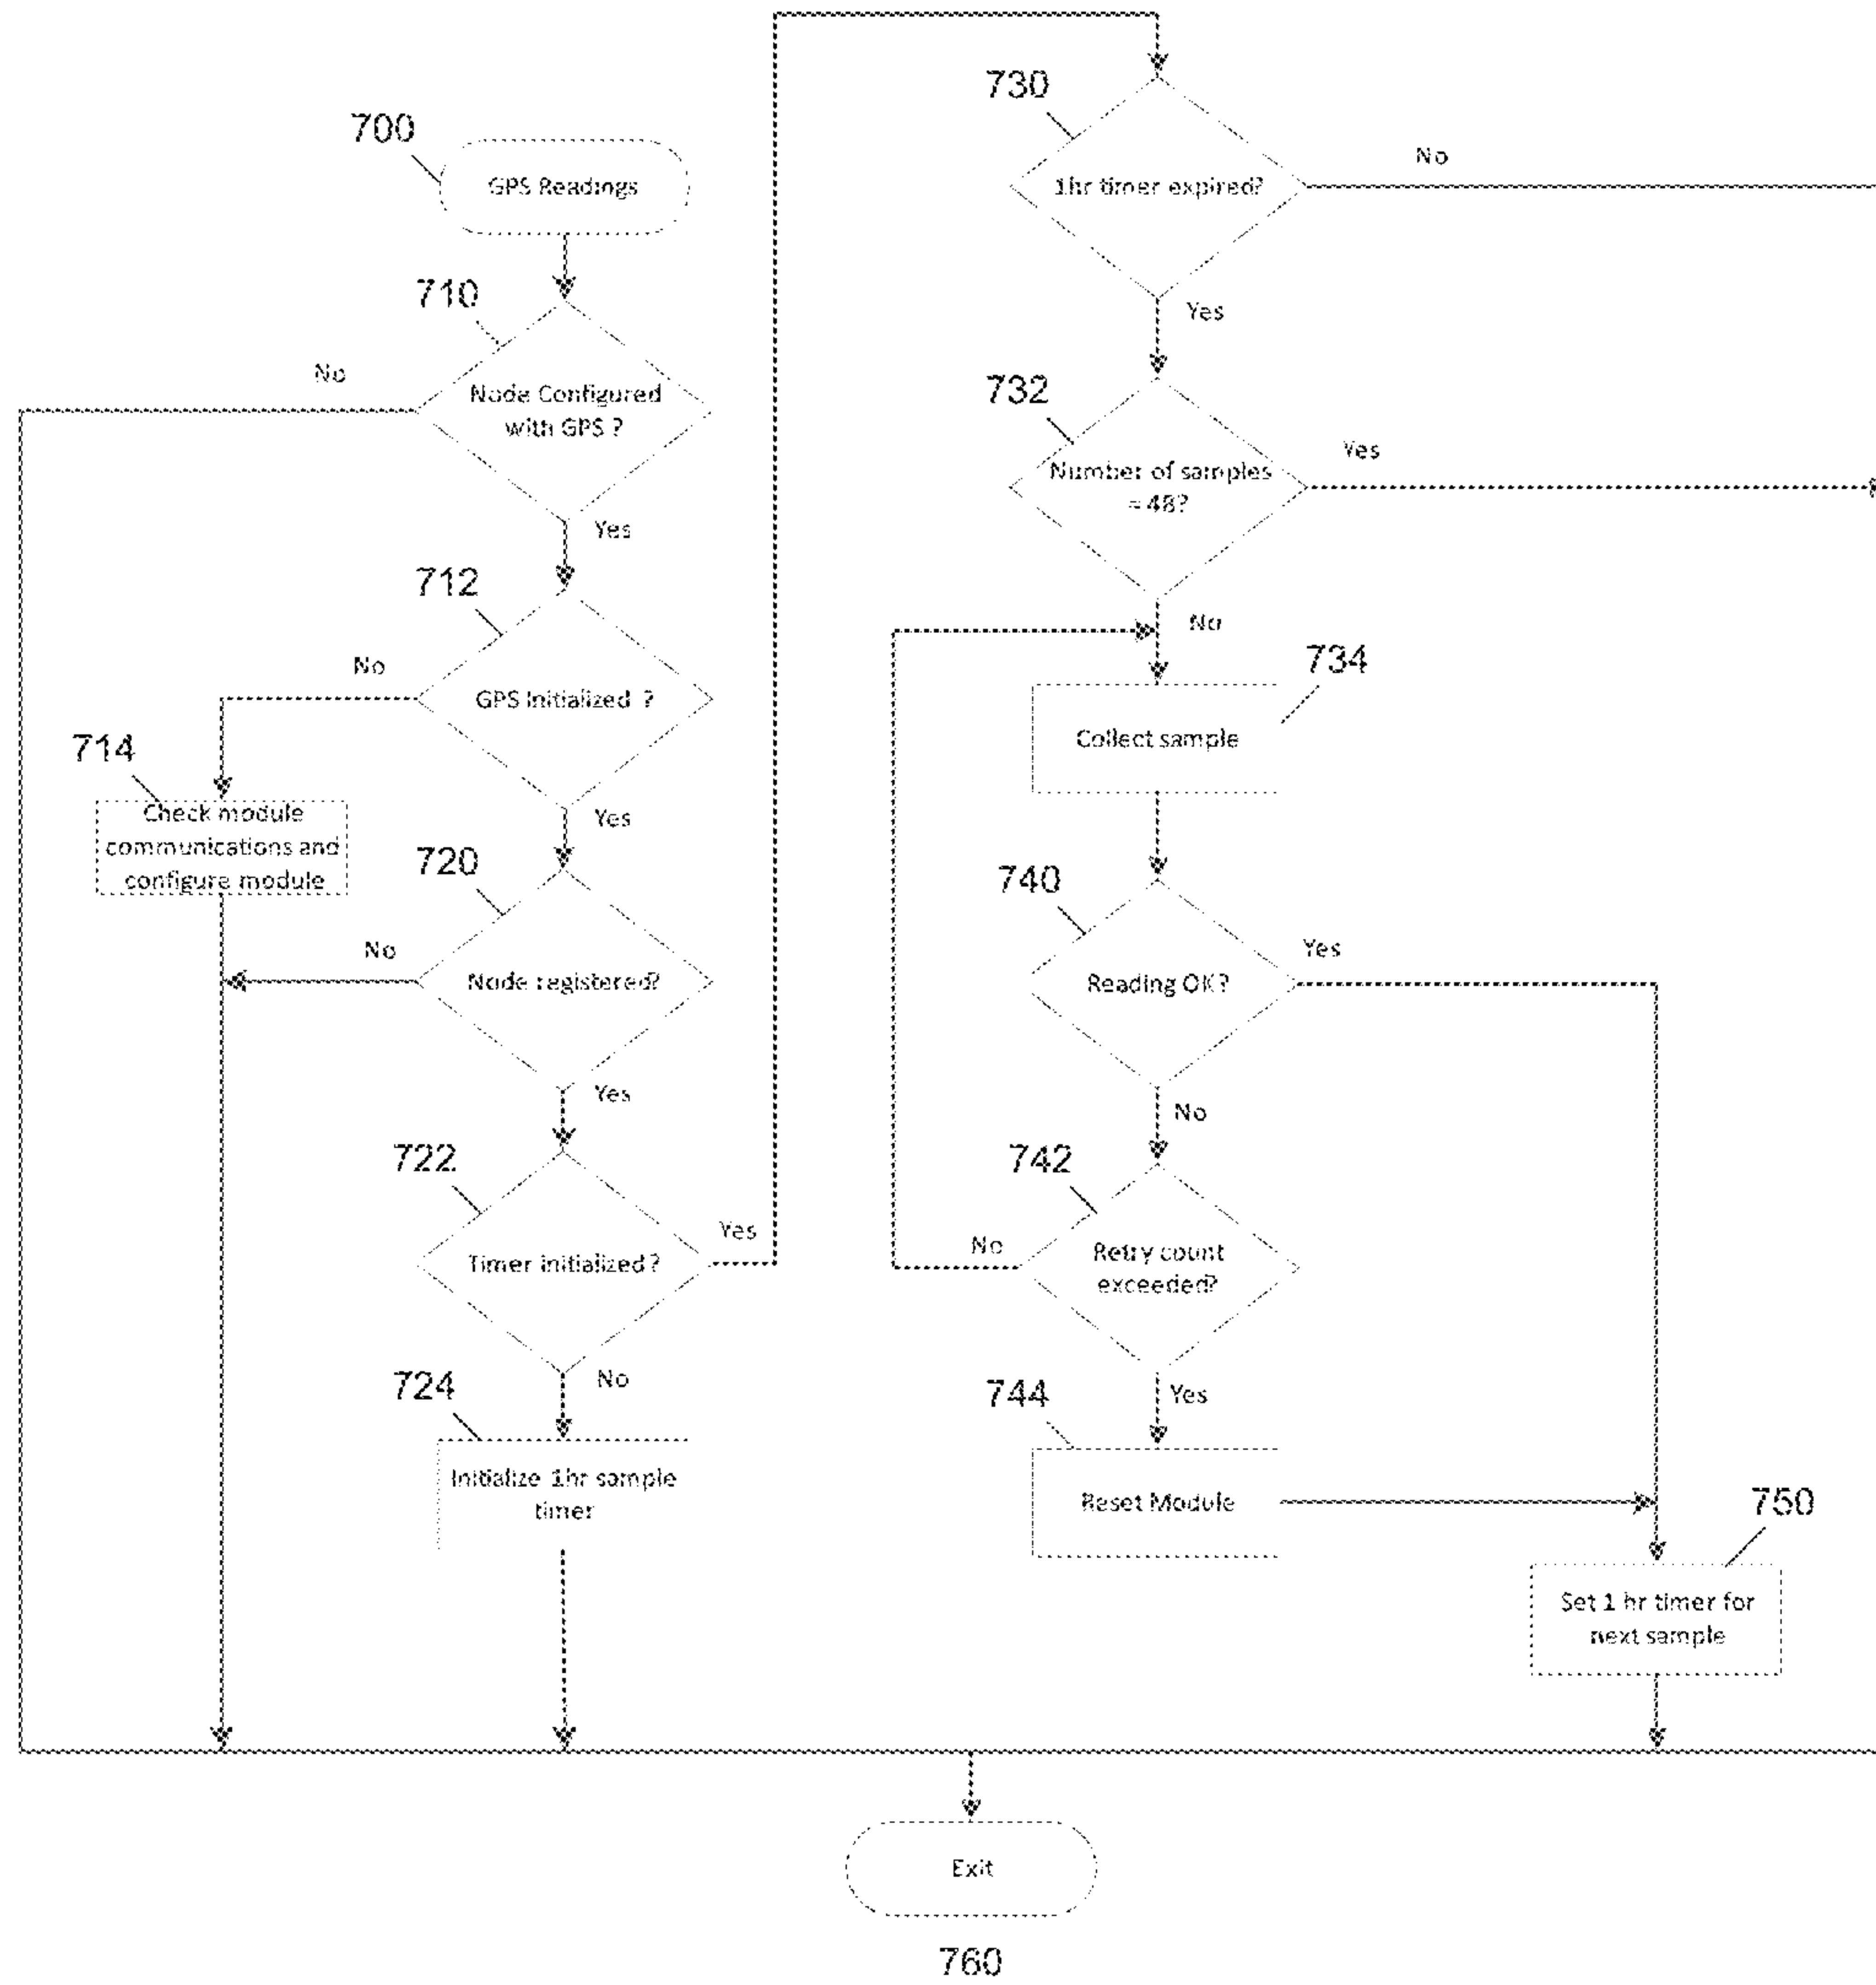 700
GPS Readings
710
No
Node Configured
with GPS ?
Yes
712
No
GPS Initialized ?
714
Check module
communications and
configure module
Yes
720
No
Node registered?
Yes
722
Timer initialized ?
Yes
724
No
Initialize 1hr sample
timer
730
1hr timer expired?
No
Yes
732
Number of samples
= 48?
Yes
No
734
Collect sample
740
Reading OK?
Yes
No
742
No
Retry count
exceeded?
744
Yes
Reset Module
750
Set 1 hr timer for
next sample
Exit
760